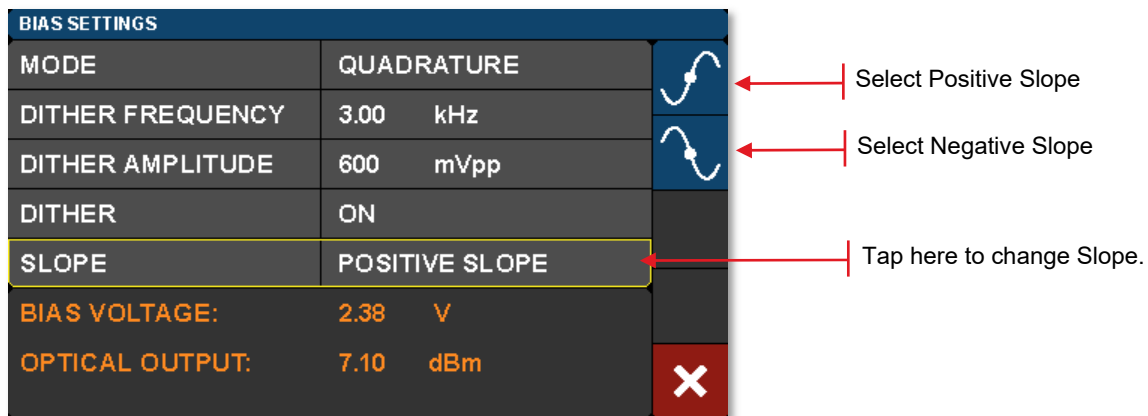 BIAS SETTINGS
MODE QUADRATURE
Select Positive Slope
DITHER FREQUENCY 3.00 kHz
Select Negative Slope
DITHER AMPLITUDE 600 mVpp
DITHER ON
SLOPE POSITIVE SLOPE
Tap here to change Slope.
BIAS VOLTAGE: 2.38 V
OPTICAL OUTPUT: 7.10 dBm